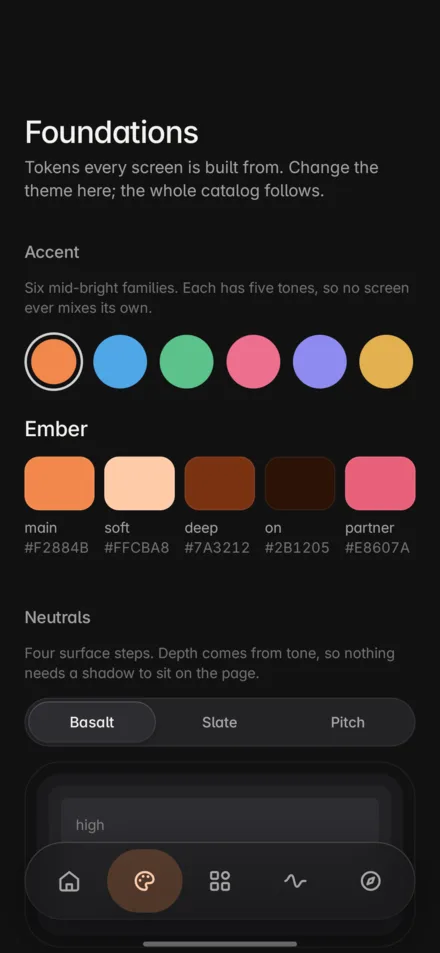 Foundations
Tokens every screen is built from. Change the
theme here; the whole catalog follows.
Accent
Six mid-bright families. Each has five tones, so no screen
ever mixes its own.
Ember
main soft deep on partner
#F2884B #FFCBA8 #7A3212 #2B1205 #E8607A
Neutrals
Four surface steps. Depth comes from tone, so nothing
needs a shadow to sit on the page.
Basalt Slate Pitch
high